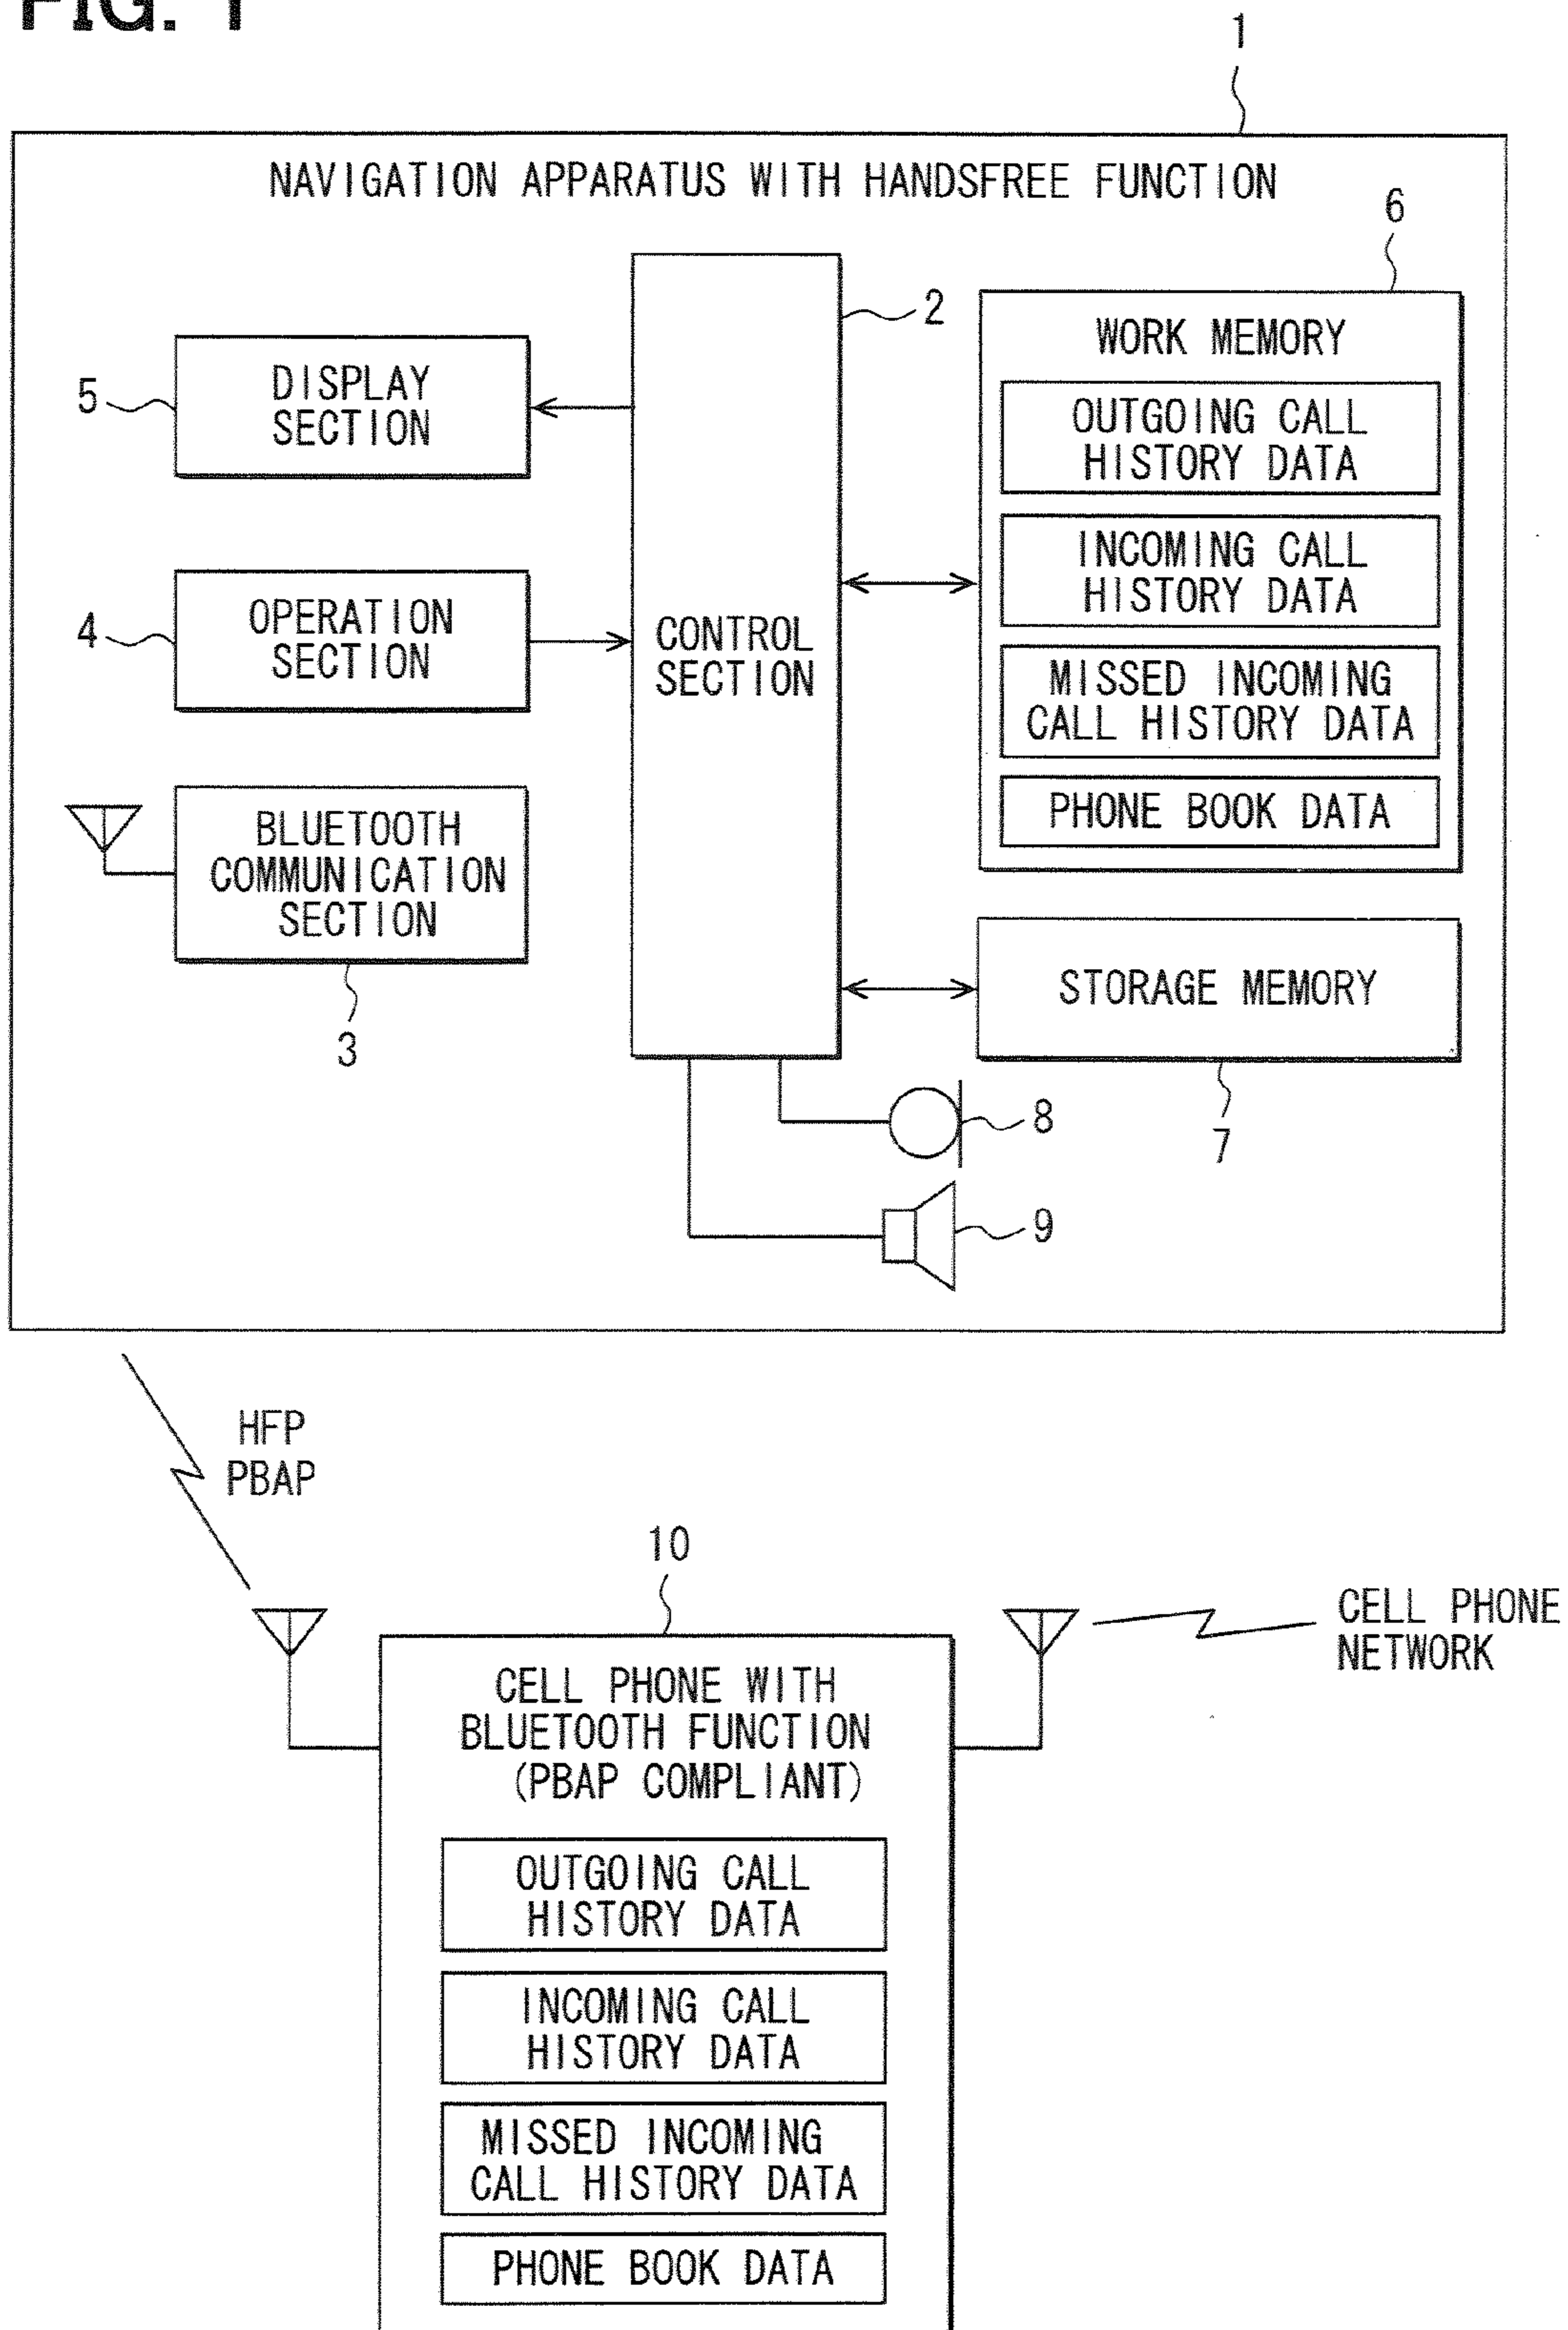 FIG. 1
1
NAVIGATION APPARATUS WITH HANDSFREE FUNCTION
6
2
WORK MEMORY
5
DISPLAY
SECTION
OUTGOING CALL
HISTORY DATA
INCOMING CALL
HISTORY DATA
4
OPERATION
SECTION
CONTROL
SECTION
MISSED INCOMING
CALL HISTORY DATA
PHONE BOOK DATA
BLUETOOTH
COMMUNICATION
SECTION
3
STORAGE MEMORY
7
8
9
HFP
PBAP
10
CELL PHONE
NETWORK
CELL PHONE WITH
BLUETOOTH FUNCTION
(PBAP COMPLIANT)
OUTGOING CALL
HISTORY DATA
INCOMING CALL
HISTORY DATA
MISSED INCOMING
CALL HISTORY DATA
PHONE BOOK DATA